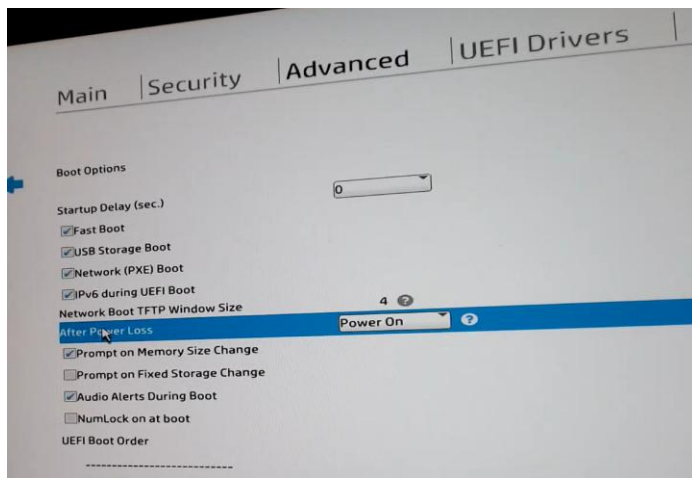 Main Security Advanced UEFI Drivers
Boot Options
Startup Delay (sec.) 0
Fast Boot
USB Storage Boot
Network (PXE) Boot
IPv6 during UEFI Boot
Network Boot TFTP Window Size 4 ?
After Power Loss Power On ?
Prompt on Memory Size Change
Prompt on Fixed Storage Change
Audio Alerts During Boot
NumLock on at boot
UEFI Boot Order
--------------------------